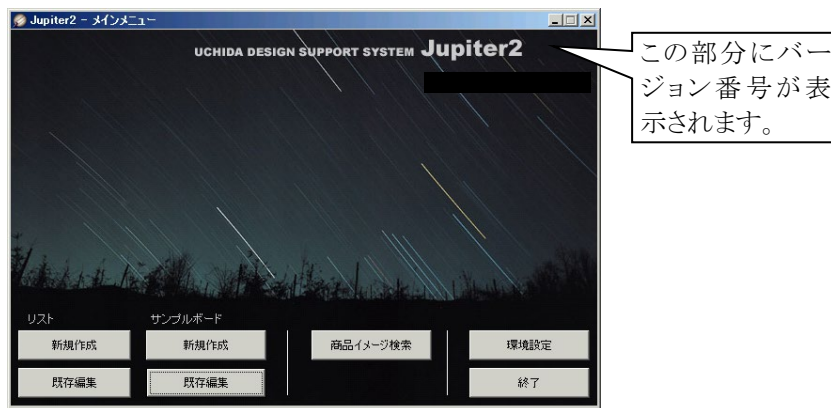 Jupiter2 - メインメニュー
UCHIDA DESIGN SUPPORT SYSTEM Jupiter2
この部分にバー
ジョン番号が表
示されます。
リスト サンプルボード
新規作成 新規作成 商品イメージ検索 環境設定
既存編集 既存編集 終了